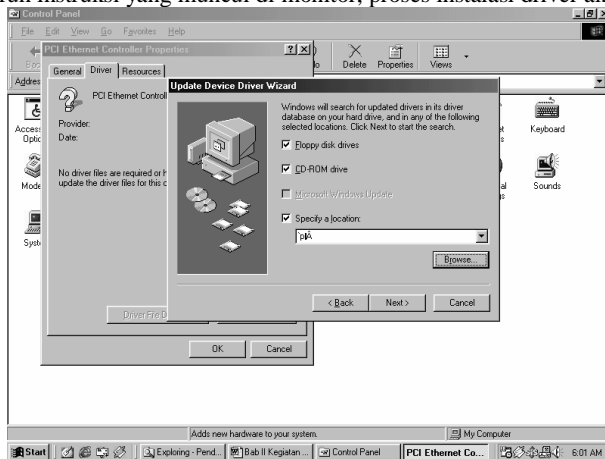 run instruksi yang muncul di monitor, proses instalasi driver
Control Panel
File Edit View Go Favorites Help
Delete Properties Views
PCI Ethernet Controller Properties
General Driver Resources
PCI Ethernet Control
Provider:
Date:
No driver files are required or
update the driver files for this
OK Cancel
Update Device Driver Wizard
Windows will search for updated drivers in its driver
database on your hard drive, and in any of the following
selected locations. Click Next to start the search.
Floppy disk drives
CD-ROM drive
Microsoft Windows Update
Specify a location:
Browse...
< Back Next > Cancel
Keyboard
Sounds
Adds new hardware to your system. My Computer
Start Exploring - Pend... Bab II Kegiatan ... Control Panel PCI Ethernet Co... 6:01 AM